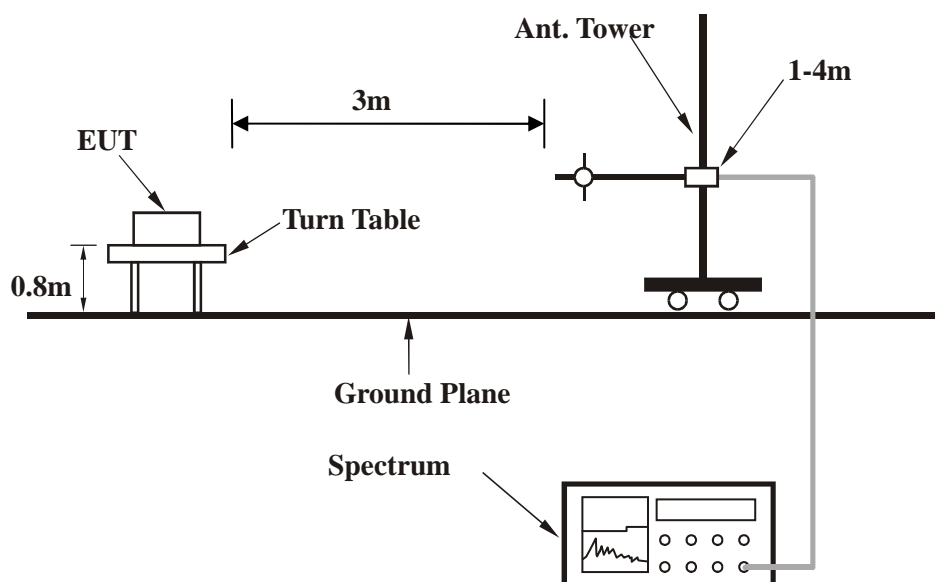 Ant. Tower
1-4m
3m
EUT
Turn Table
0.8m
Ground Plane
Spectrum